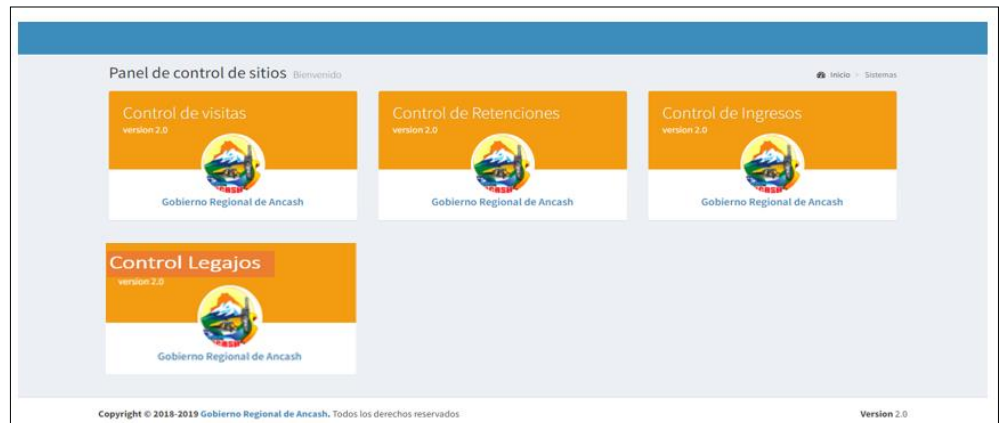 Panel de control de sitios Bienvenido
Inicio > Sistemas
Control de visitas
version 2.0
Gobierno Regional de Ancash
Control de Retenciones
version 2.0
Gobierno Regional de Ancash
Control de Ingresos
version 2.0
Gobierno Regional de Ancash
Control Legajos
version 2.0
Gobierno Regional de Ancash
Copyright © 2018-2019 Gobierno Regional de Ancash. Todos los derechos reservados
Version 2.0